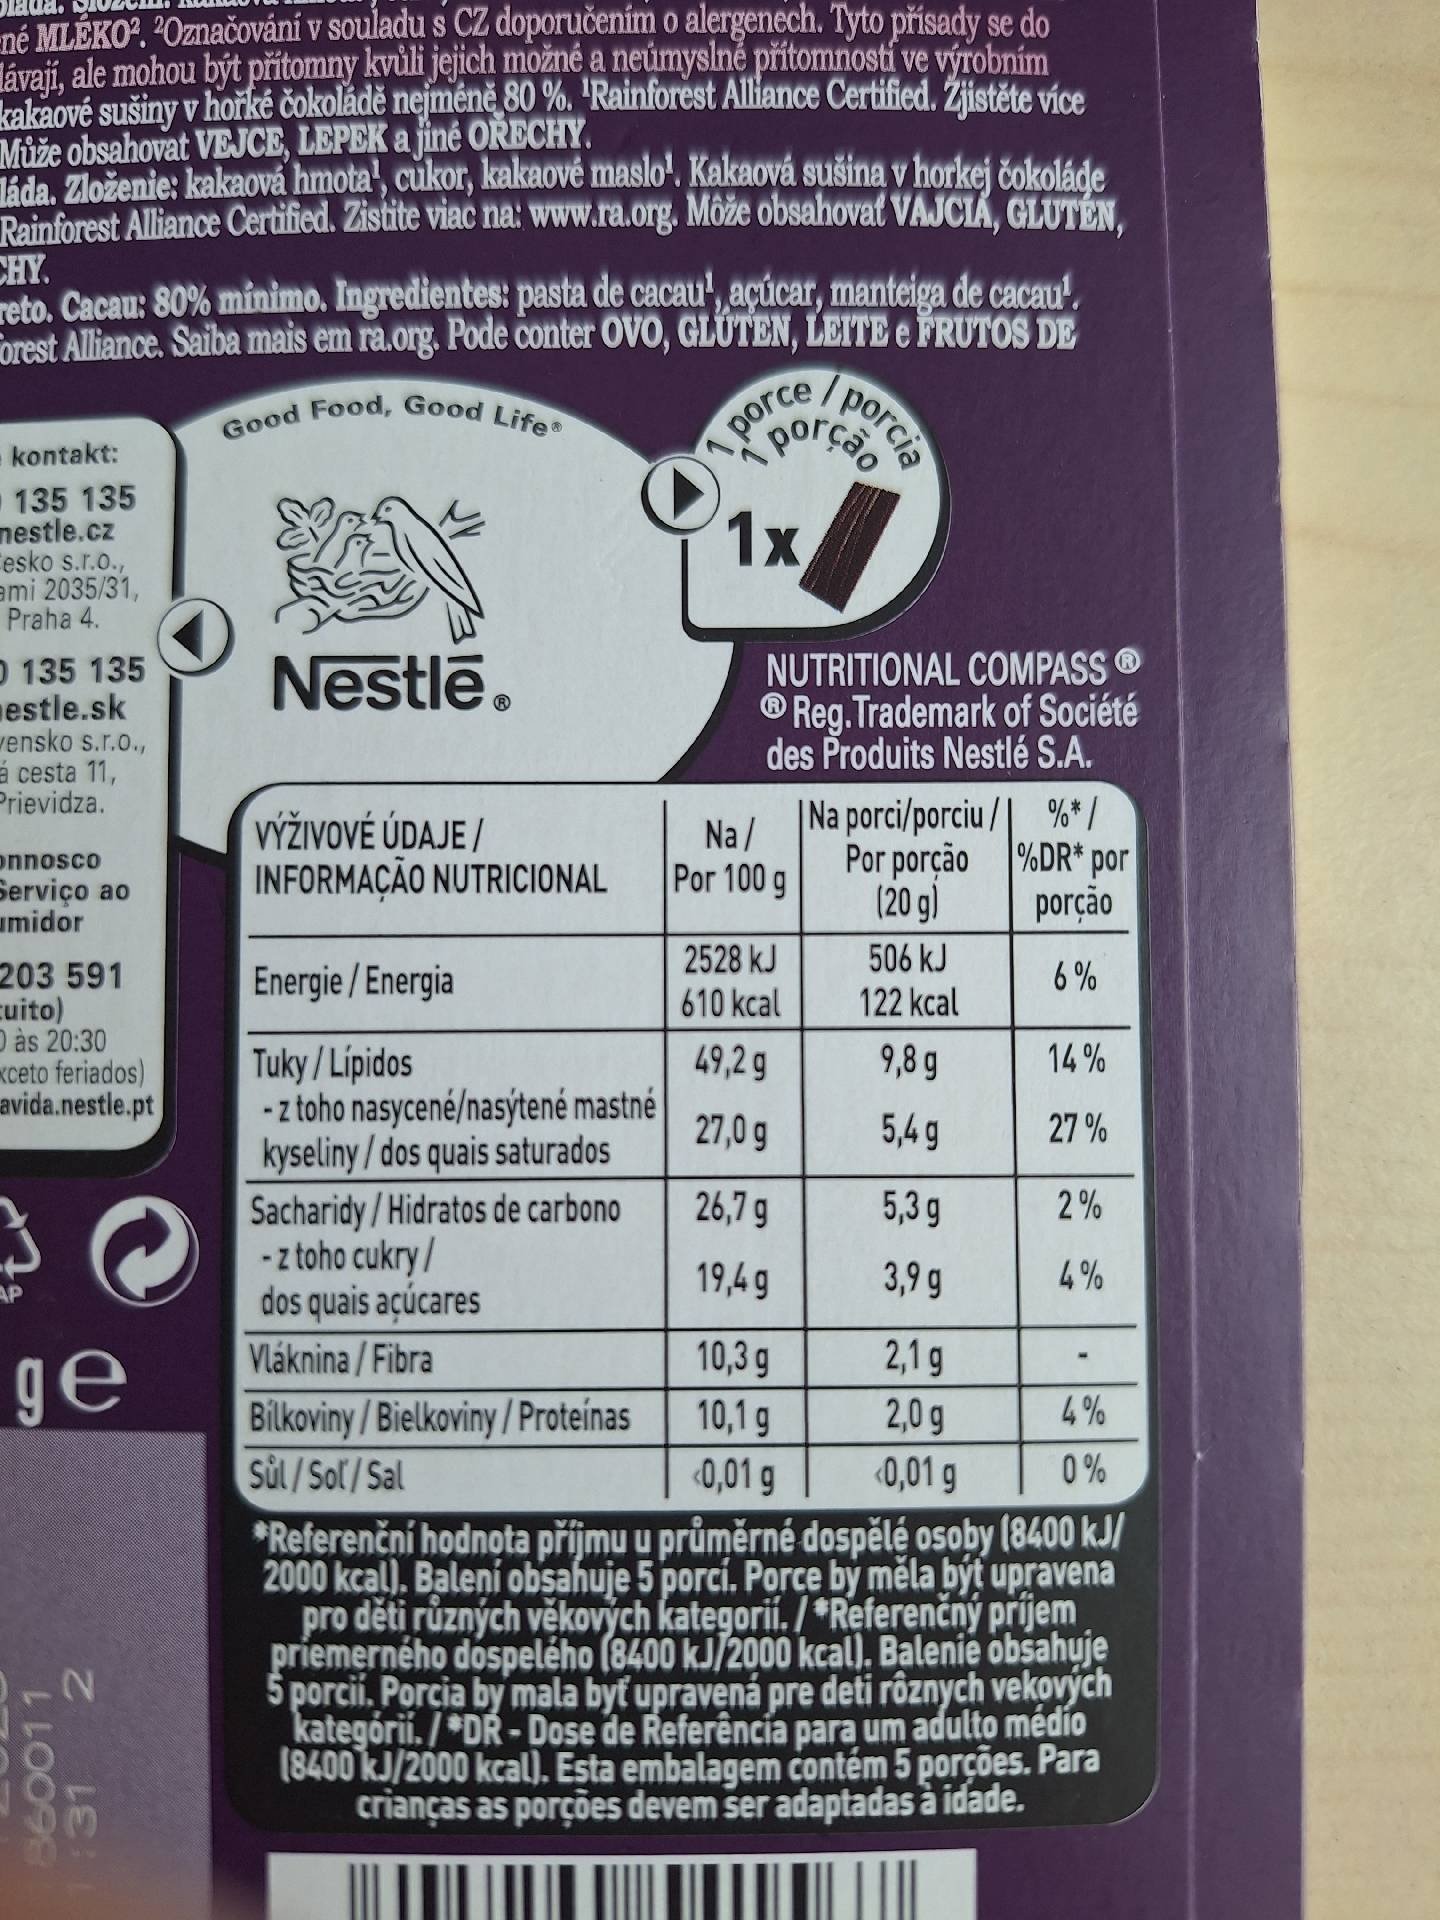 né MLÉKO². ²Označování v souladu s CZ doporučením o alergenech. Tyto přísady se do
ávají, ale mohou být přítomny kvůli jejich možné a neúmyslné přítomností ve výrobním
kakaové sušiny v hořké čokoládě nejméně 80 %. ¹Rainforest Alliance Certified. Zjistěte více
Může obsahovat VEJCE, LEPEK a jiné OŘECHY.
láda. Zloženie: kakaová hmota¹, cukor, kakaové maslo¹. Kakaová sušina v horkej čokoláde
Rainforest Alliance Certified. Zistite viac na: www.ra.org. Môže obsahovať VAJCIA, GLUTÉN,
CHY.
reto. Cacau: 80% mínimo. Ingredientes: pasta de cacau¹, açúcar, manteiga de cacau¹.
orest Alliance. Saiba mais em ra.org. Pode conter OVO, GLÚTEN, LEITE e FRUTOS DE
kontakt:
135 135
nestle.cz
esko s.r.o.,
ami 2035/31,
Praha 4.
0 135 135
nestle.sk
vensko s.r.o.,
á cesta 11,
Prievidza.
onnosco
Serviço ao
umidor
203 591
uito)
0 às 20:30
xceto feriados)
avida.nestle.pt
Good Food, Good Life®
Nestlé®
1 porce / porcia
1 porção
1x
NUTRITIONAL COMPASS ®
® Reg. Trademark of Société
des Produits Nestlé S.A.
VÝŽIVOVÉ ÚDAJE / INFORMAÇÃO NUTRICIONAL Na / Por 100 g Na porci/porciu / Por porção (20 g) %* / %DR* por porção
Energie / Energia 2528 kJ 610 kcal 506 kJ 122 kcal 6 %
Tuky / Lípidos 49,2 g 9,8 g 14 %
- z toho nasycené/nasýtené mastné
kyseliny / dos quais saturados 27,0 g 5,4 g 27 %
Sacharidy / Hidratos de carbono 26,7 g 5,3 g 2 %
- z toho cukry /
dos quais açúcares 19,4 g 3,9 g 4 %
Vláknina / Fibra 10,3 g 2,1 g -
Bílkoviny / Bielkoviny / Proteínas 10,1 g 2,0 g 4 %
Sůl / Soľ / Sal <0,01 g <0,01 g 0 %
*Referenční hodnota příjmu u průměrné dospělé osoby (8400 kJ/
2000 kcal). Balení obsahuje 5 porcí. Porce by měla být upravena
pro děti různých věkových kategorií. / *Referenčný príjem
priemerného dospelého (8400 kJ/2000 kcal). Balenie obsahuje
5 porcií. Porcia by mala byť upravená pre deti rôznych vekových
kategórií. / *DR - Dose de Referência para um adulto médio
(8400 kJ/2000 kcal). Esta embalagem contém 5 porções. Para
crianças as porções devem ser adaptadas à idade.
AP
ge
860011
1:31 2